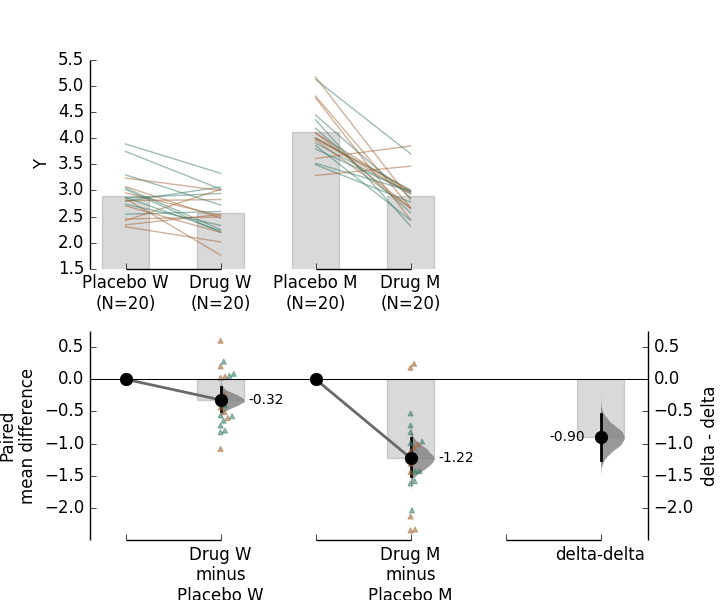 5.5
5.0
4.5
4.0
3.5
3.0
2.5
2.0
1.5
Y
Placebo W
(N=20)
Drug W
(N=20)
Placebo M
(N=20)
Drug M
(N=20)
0.5
0.0
−0.5
−1.0
−1.5
−2.0
Paired
mean difference
-0.32
-1.22
-0.90
0.5
0.0
−0.5
−1.0
−1.5
−2.0
delta - delta
Drug W
minus
Placebo W
Drug M
minus
Placebo M
delta-delta